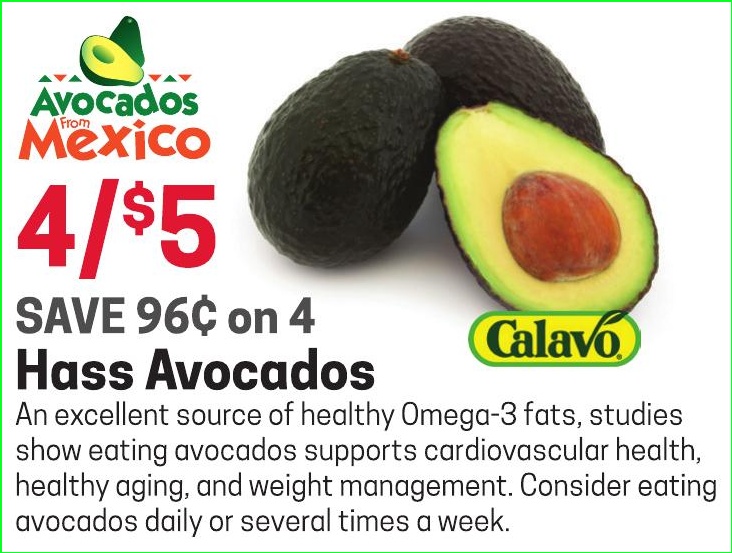 Avocados
From
Mexico
4/$5
SAVE 96¢ on 4
Calavo®
Hass Avocados
An excellent source of healthy Omega-3 fats, studies
show eating avocados supports cardiovascular health,
healthy aging, and weight management. Consider eating
avocados daily or several times a week.